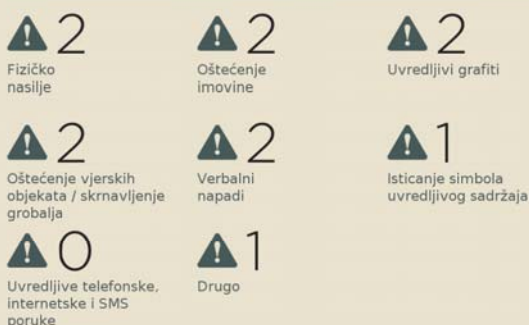 2
Fizičko
nasilje
2
Oštećenje
imovine
2
Uvredljivi grafiti
2
Oštećenje vjerskih
objekata / skrnavljenje
grobalja
2
Verbalni
napadi
1
Isticanje simbola
uvredljivog sadržaja
0
Uvredljive telefonske,
internetske i SMS
poruke
1
Drugo